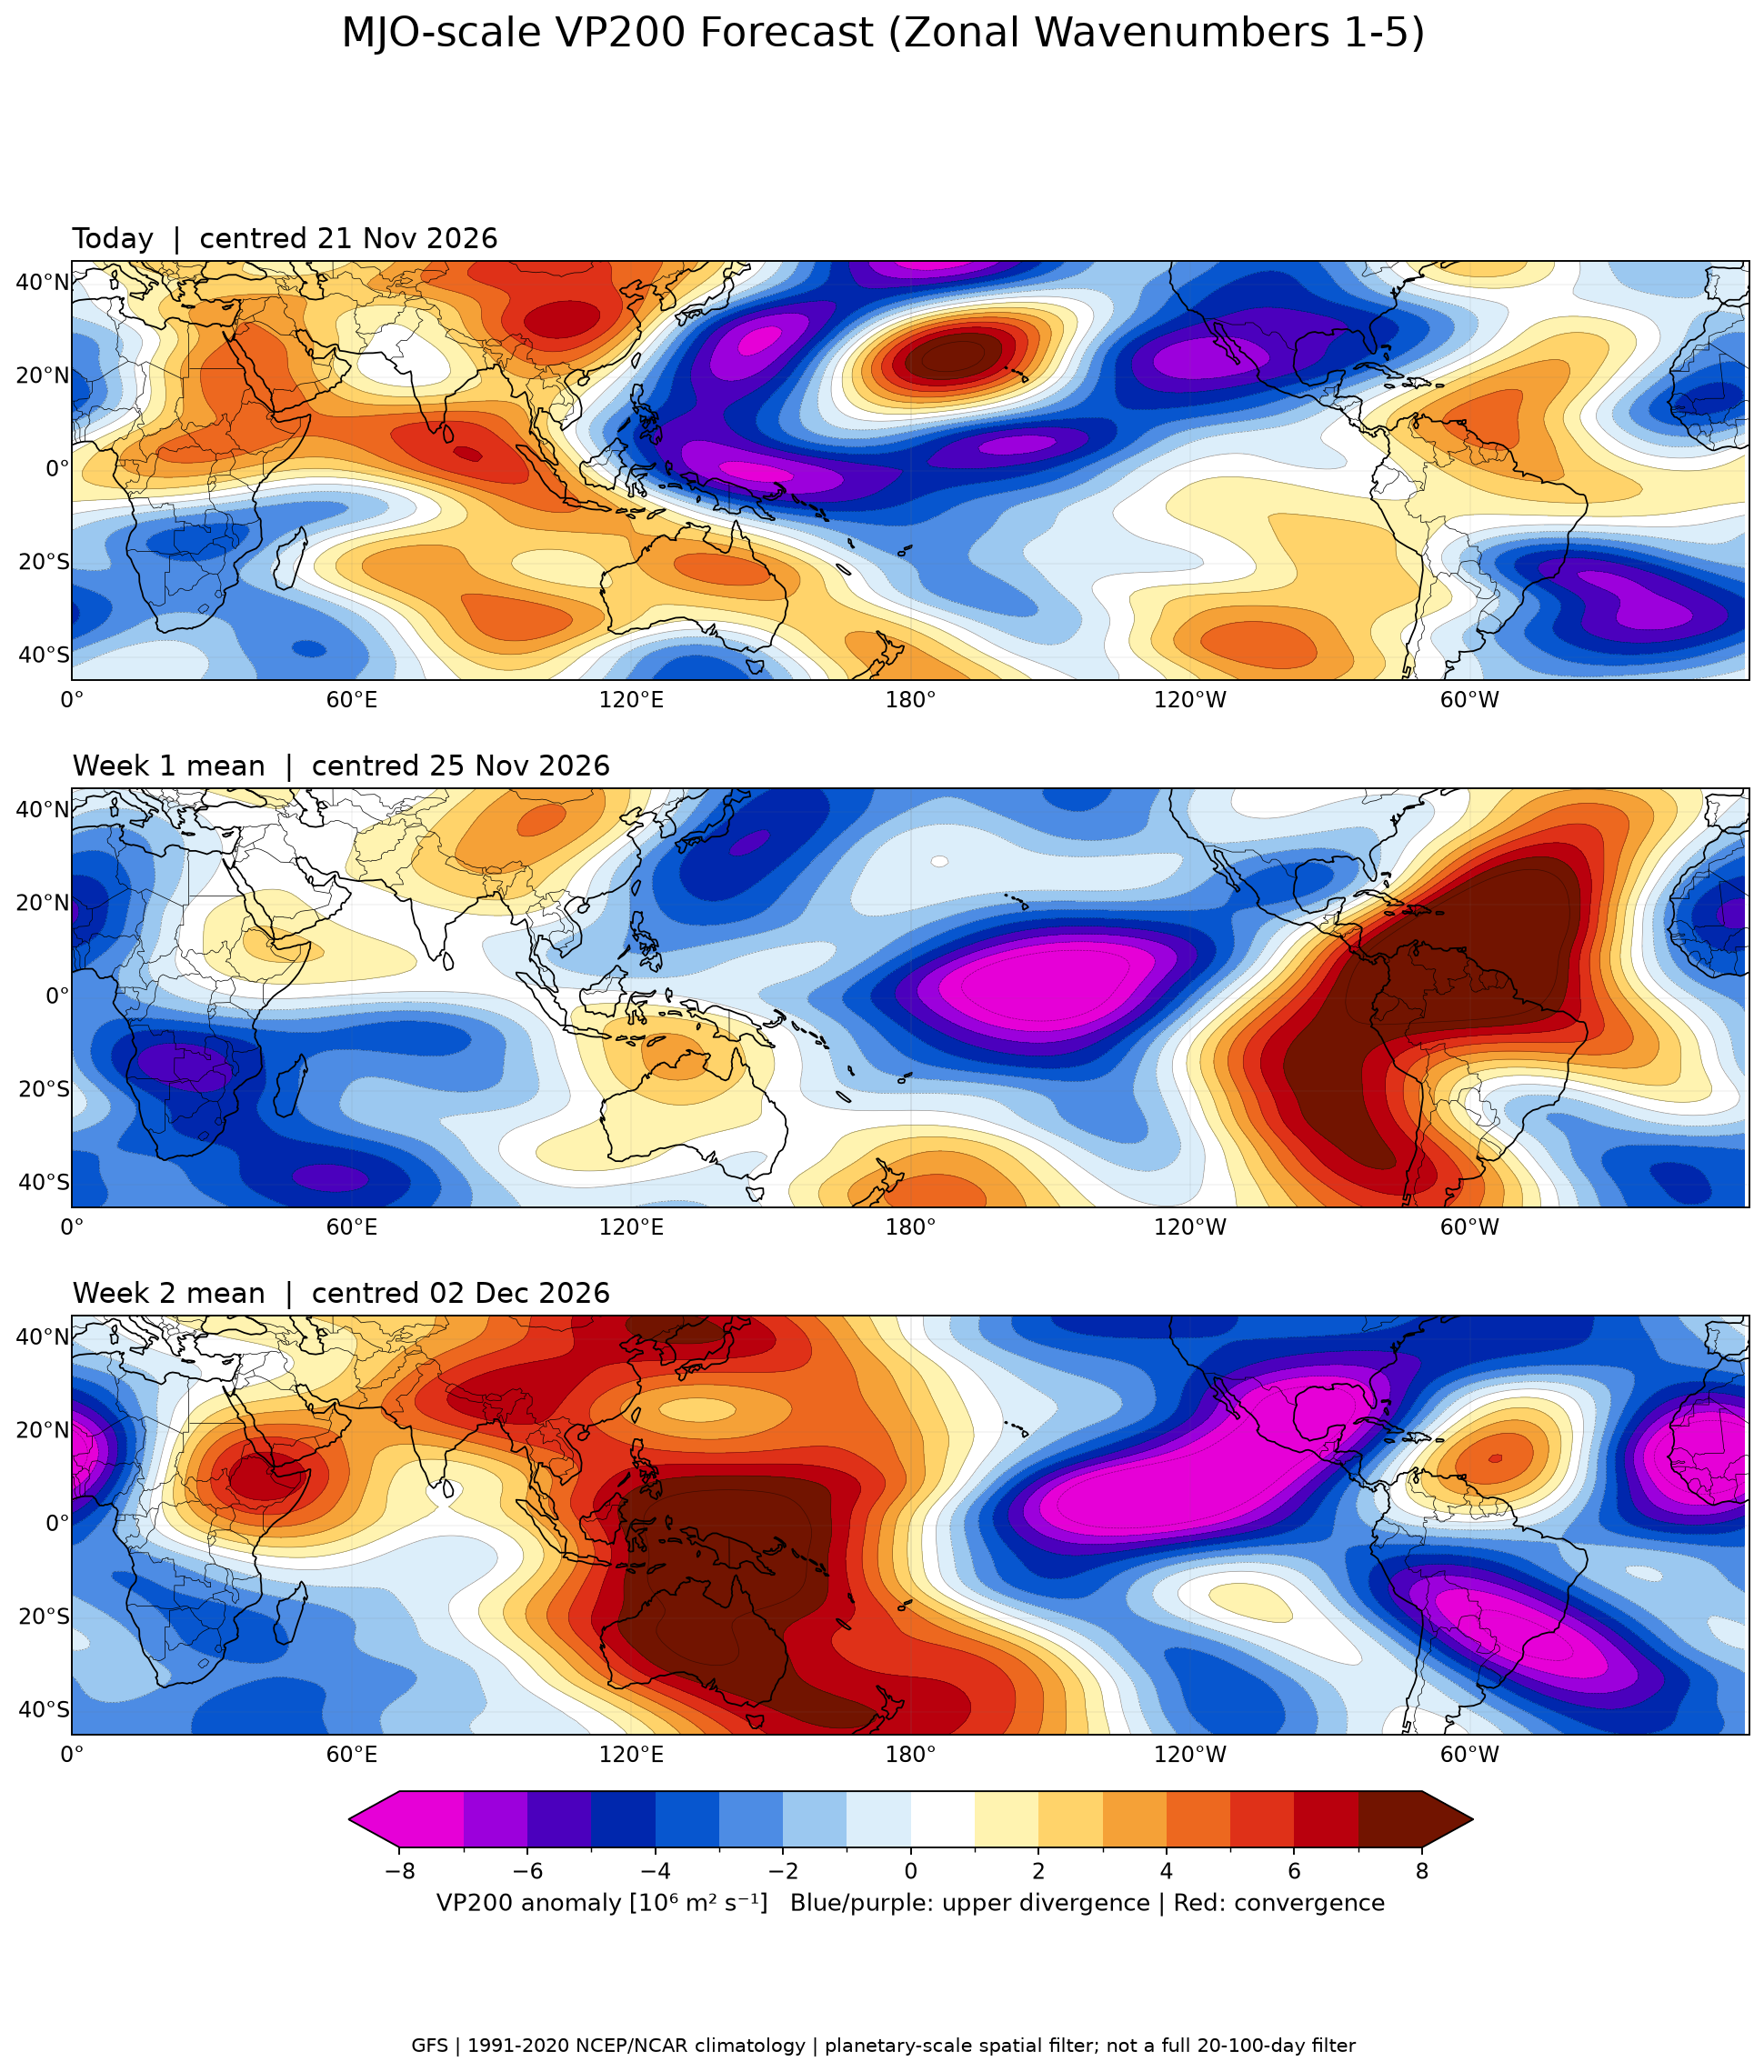 MJO-scale VP200 Forecast (Zonal Wavenumbers 1-5)
Today | centred 21 Nov 2026
40°N
20°N
0°
20°S
40°S
0° 60°E 120°E 180° 120°W 60°W
Week 1 mean | centred 25 Nov 2026
40°N
20°N
0°
20°S
40°S
0° 60°E 120°E 180° 120°W 60°W
Week 2 mean | centred 02 Dec 2026
40°N
20°N
0°
20°S
40°S
0° 60°E 120°E 180° 120°W 60°W
−8 −6 −4 −2 0 2 4 6 8
VP200 anomaly [10⁶ m² s⁻¹] Blue/purple: upper divergence | Red: convergence
GFS | 1991-2020 NCEP/NCAR climatology | planetary-scale spatial filter; not a full 20-100-day filter